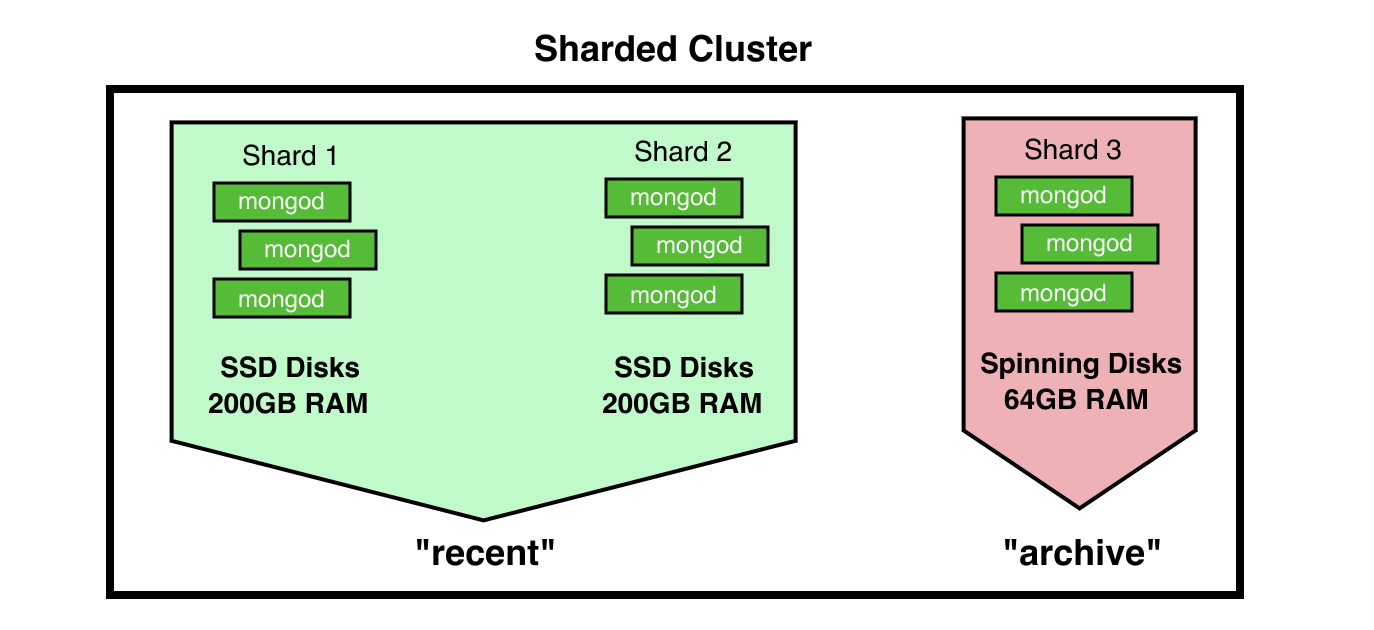 Sharded Cluster
Shard 1
mongod
mongod
mongod
SSD Disks
200GB RAM
Shard 2
mongod
mongod
mongod
SSD Disks
200GB RAM
"recent"
Shard 3
mongod
mongod
mongod
Spinning Disks
64GB RAM
"archive"